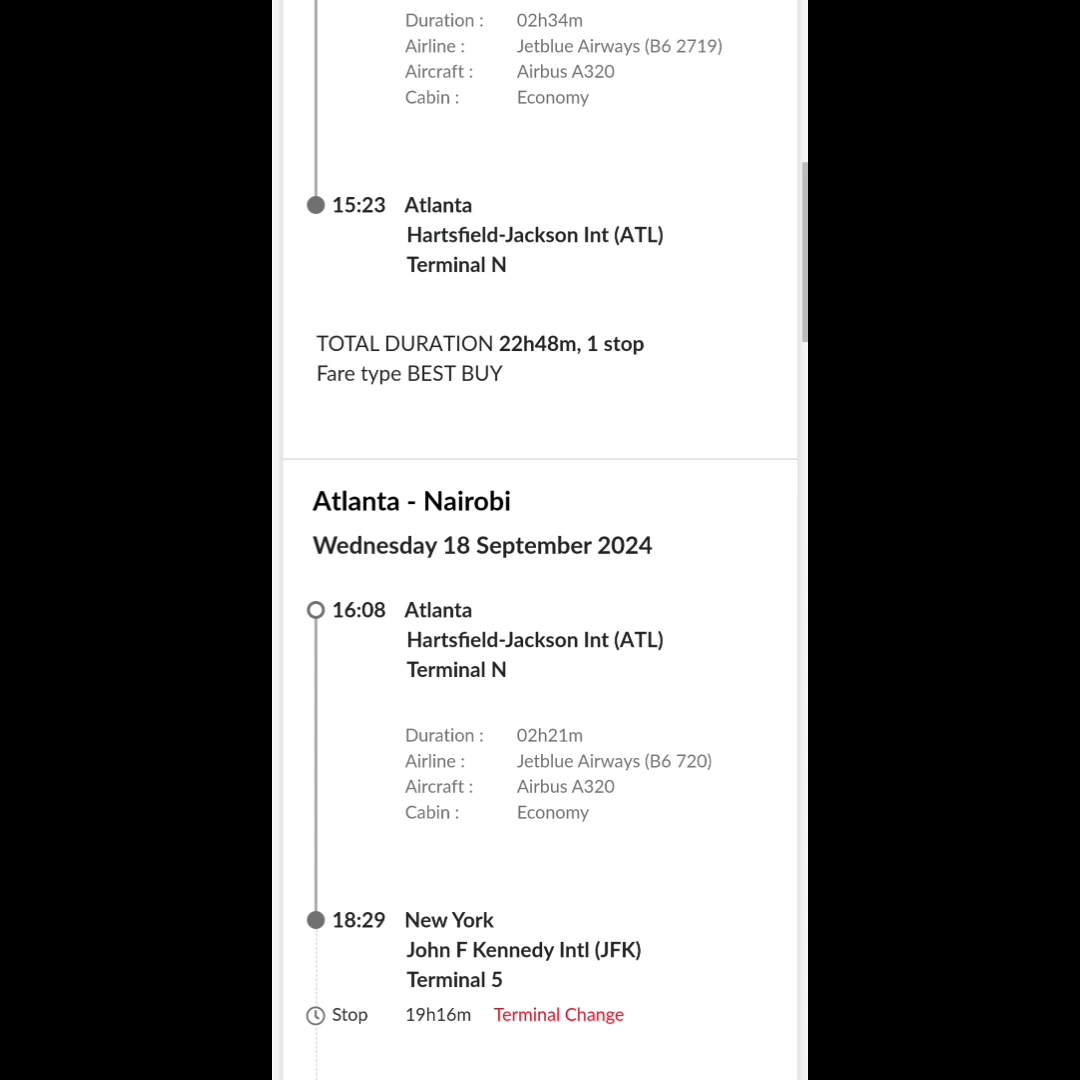 Duration : 02h34m
Airline : Jetblue Airways (B6 2719)
Aircraft : Airbus A320
Cabin : Economy
15:23 Atlanta
Hartsfield-Jackson Int (ATL)
Terminal N
TOTAL DURATION 22h48m, 1 stop
Fare type BEST BUY
Atlanta - Nairobi
Wednesday 18 September 2024
16:08 Atlanta
Hartsfield-Jackson Int (ATL)
Terminal N
Duration : 02h21m
Airline : Jetblue Airways (B6 720)
Aircraft : Airbus A320
Cabin : Economy
18:29 New York
John F Kennedy Intl (JFK)
Terminal 5
Stop 19h16m Terminal Change